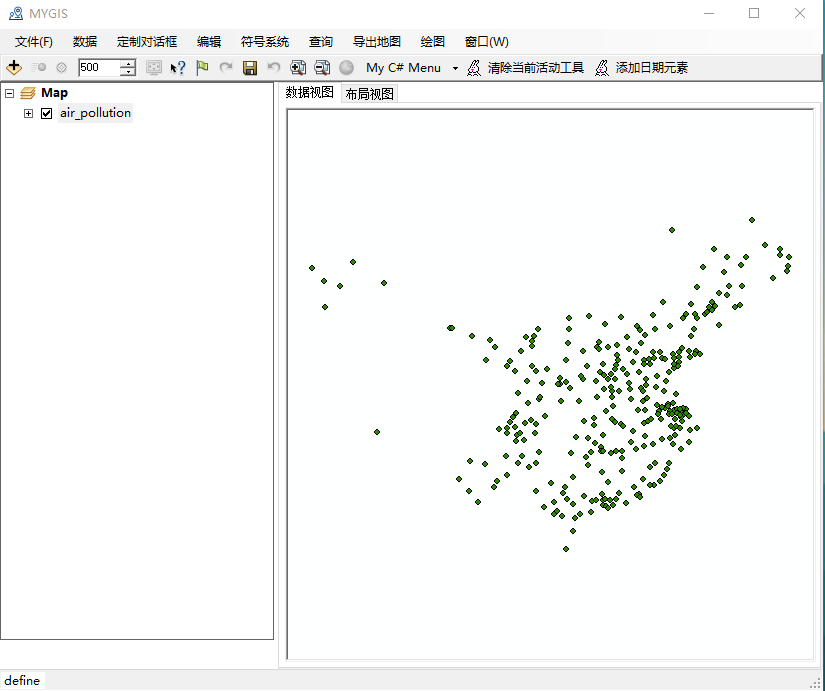 MYGIS
文件(F) 数据 定制对话框 编辑 符号系统 查询 导出地图 绘图 窗口(W)
500 My C# Menu 清除当前活动工具 添加日期元素
Map
air_pollution
数据视图 布局视图
define